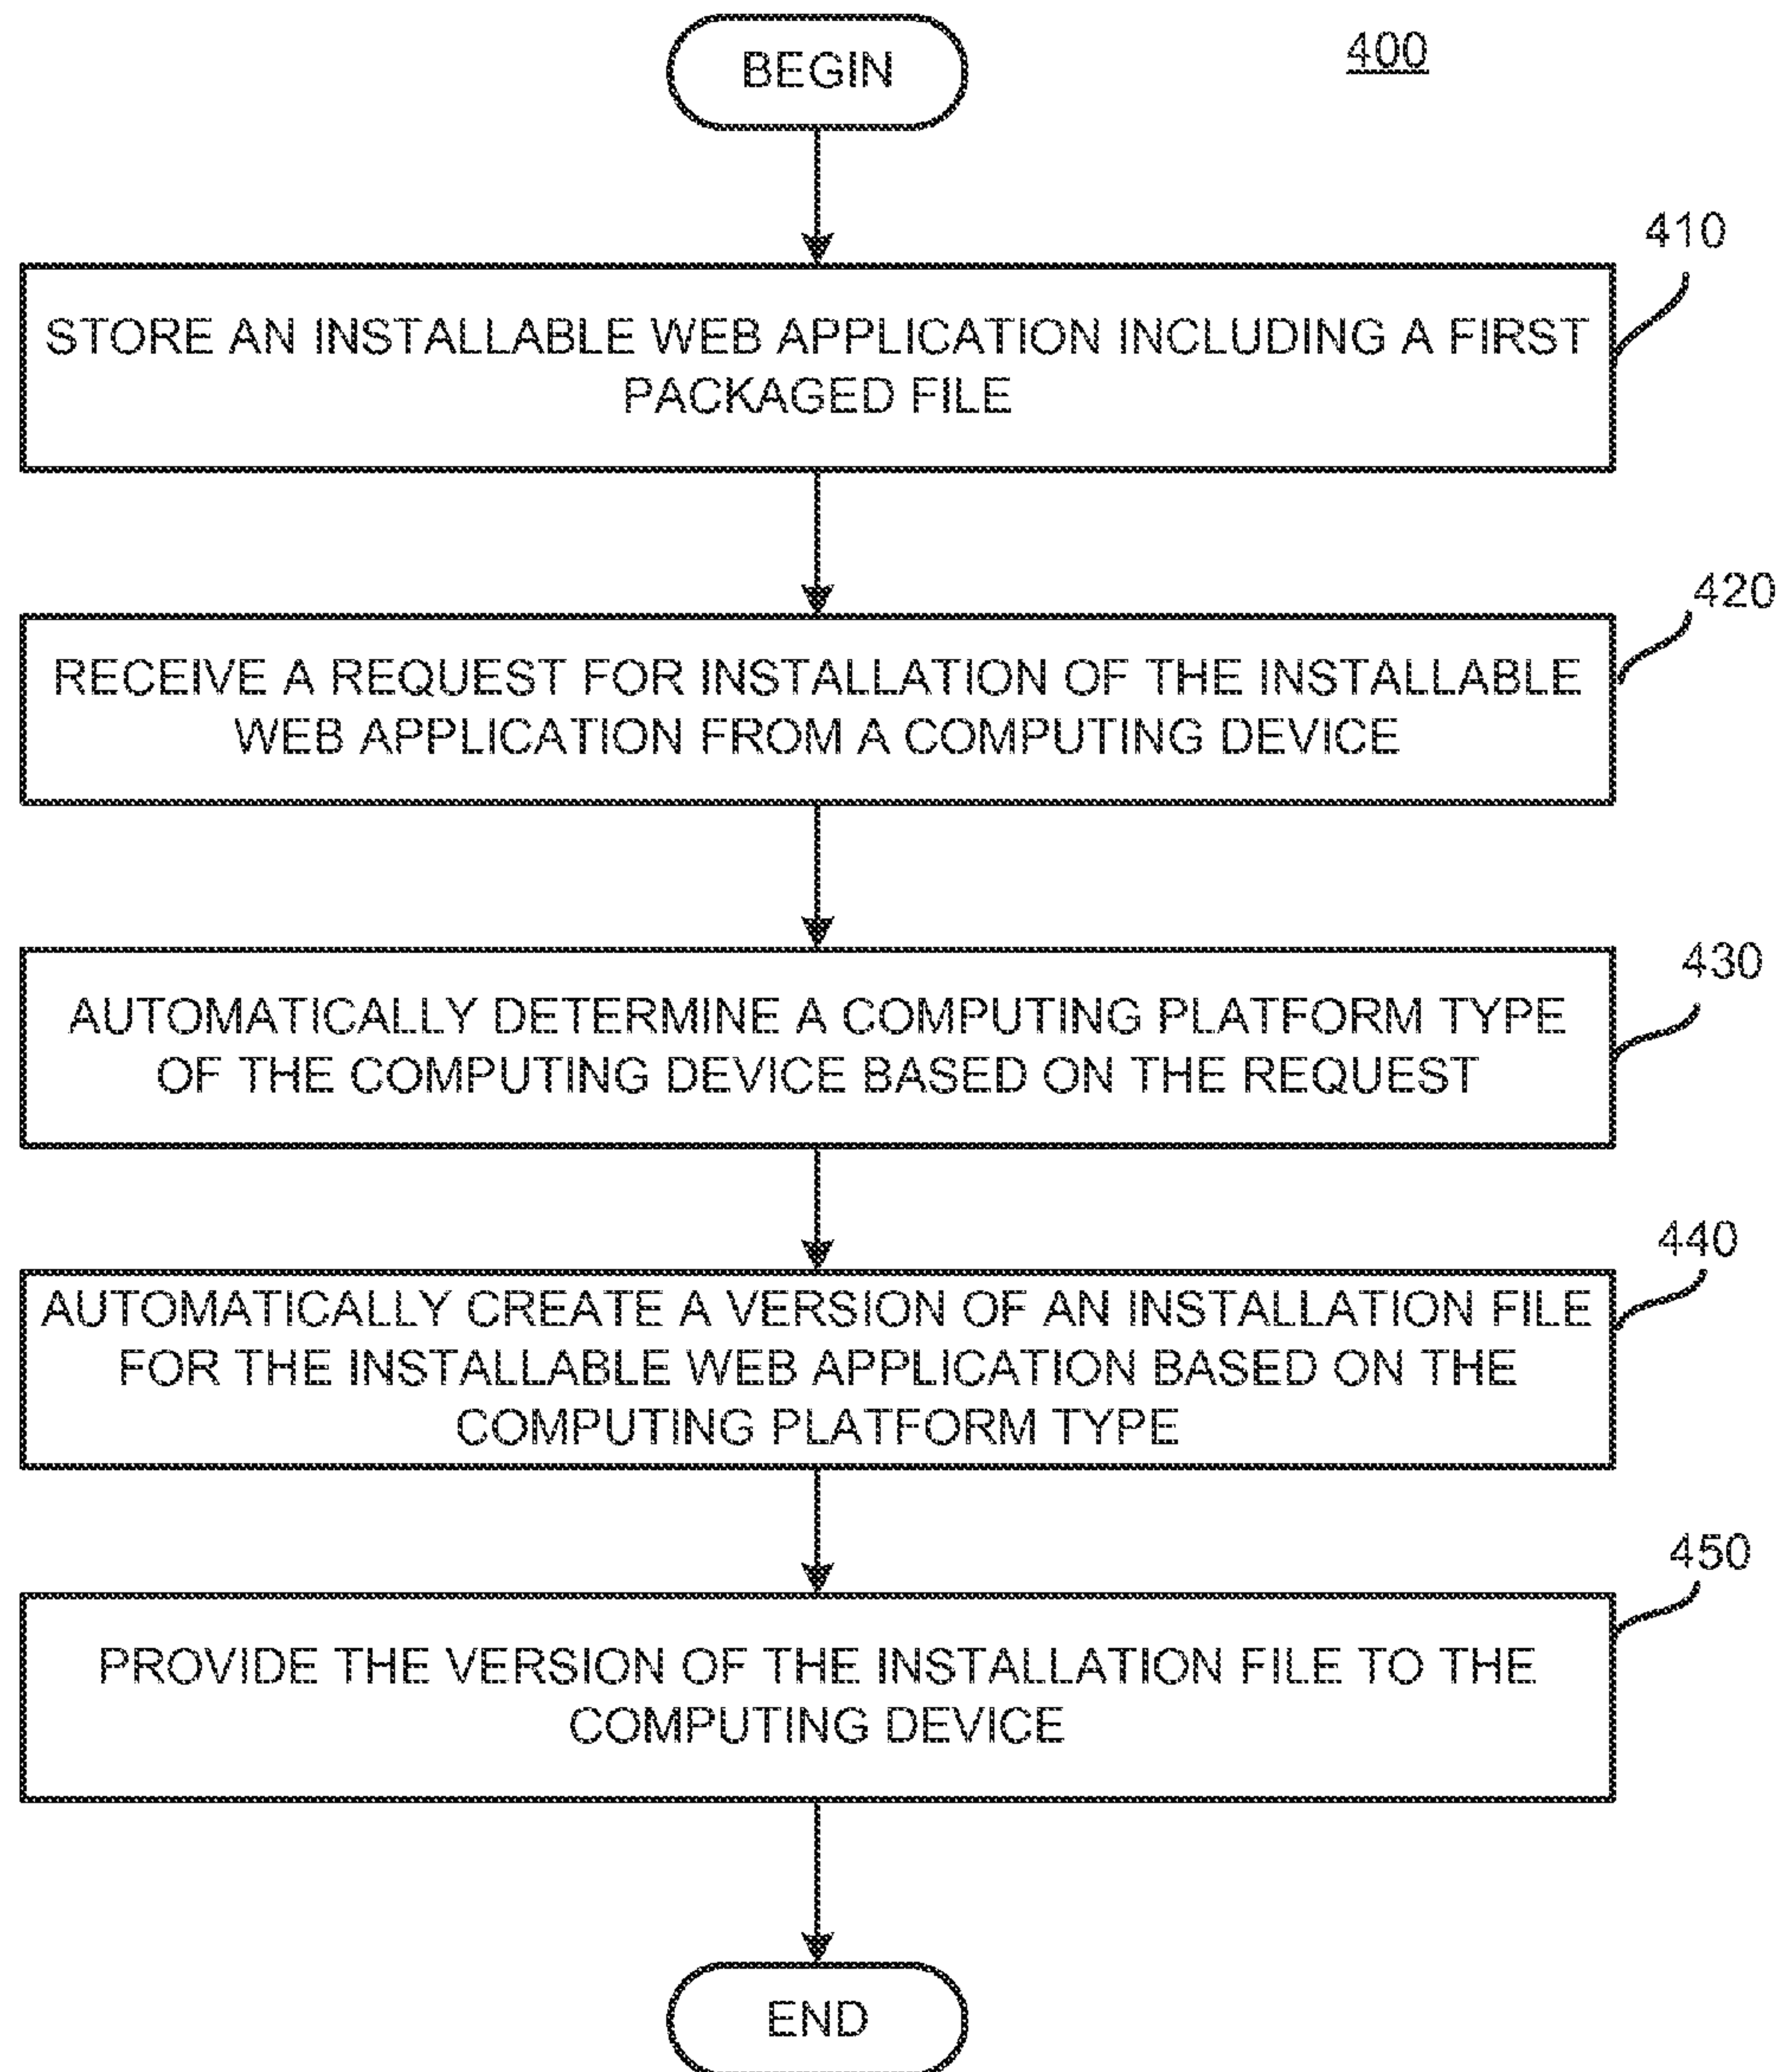 BEGIN
400
410
STORE AN INSTALLABLE WEB APPLICATION INCLUDING A FIRST
PACKAGED FILE
420
RECEIVE A REQUEST FOR INSTALLATION OF THE INSTALLABLE
WEB APPLICATION FROM A COMPUTING DEVICE
430
AUTOMATICALLY DETERMINE A COMPUTING PLATFORM TYPE
OF THE COMPUTING DEVICE BASED ON THE REQUEST
440
AUTOMATICALLY CREATE A VERSION OF AN INSTALLATION FILE
FOR THE INSTALLABLE WEB APPLICATION BASED ON THE
COMPUTING PLATFORM TYPE
450
PROVIDE THE VERSION OF THE INSTALLATION FILE TO THE
COMPUTING DEVICE
END